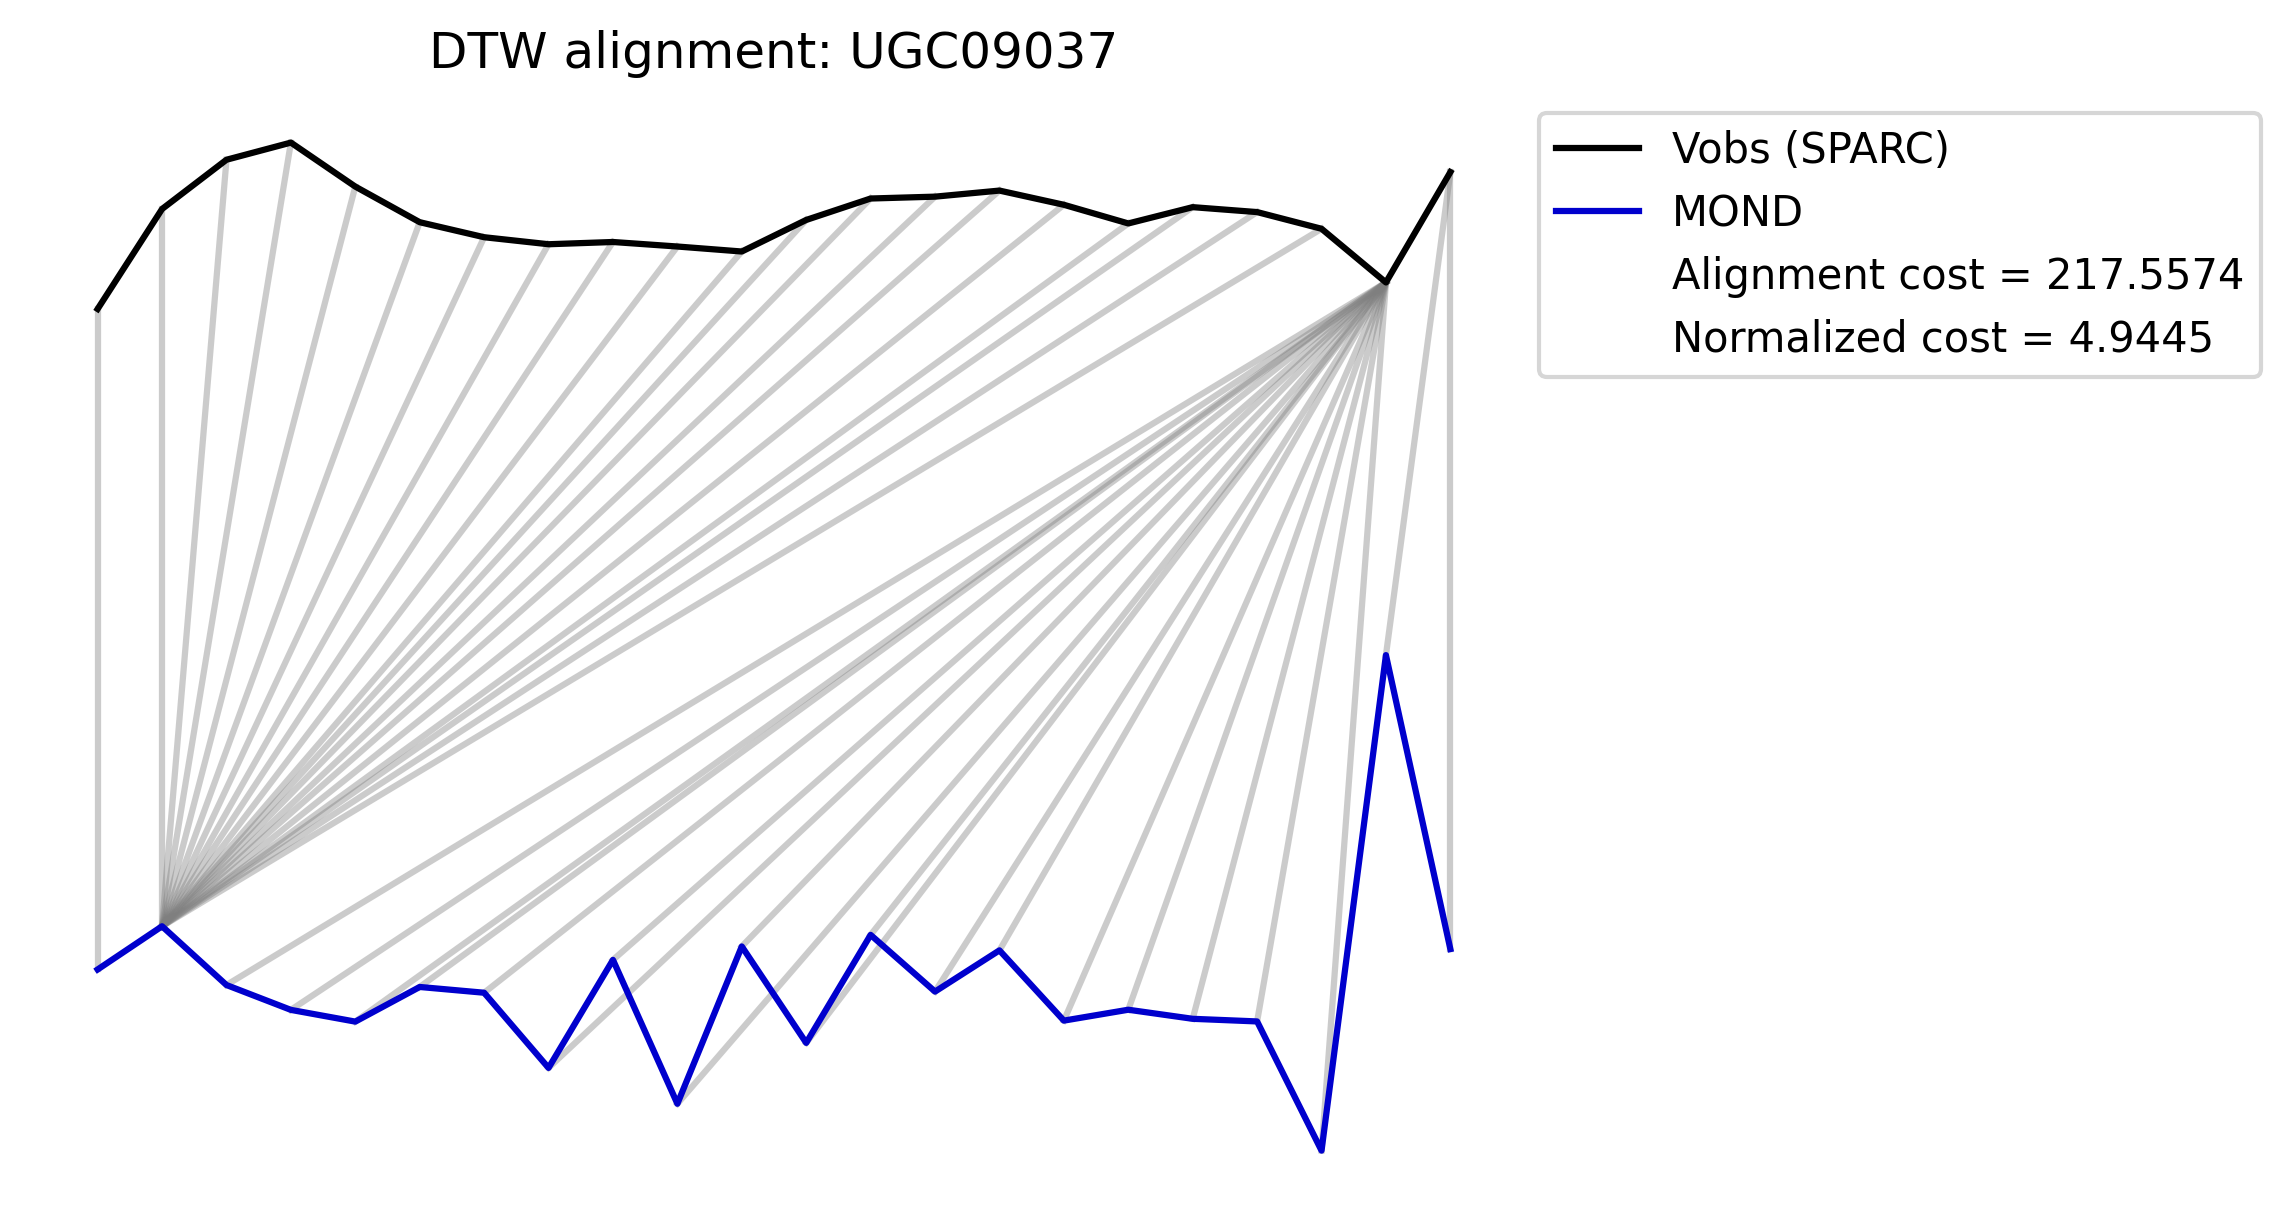 DTW alignment: UGC09037
Vobs (SPARC)
MOND
Alignment cost = 217.5574
Normalized cost = 4.9445